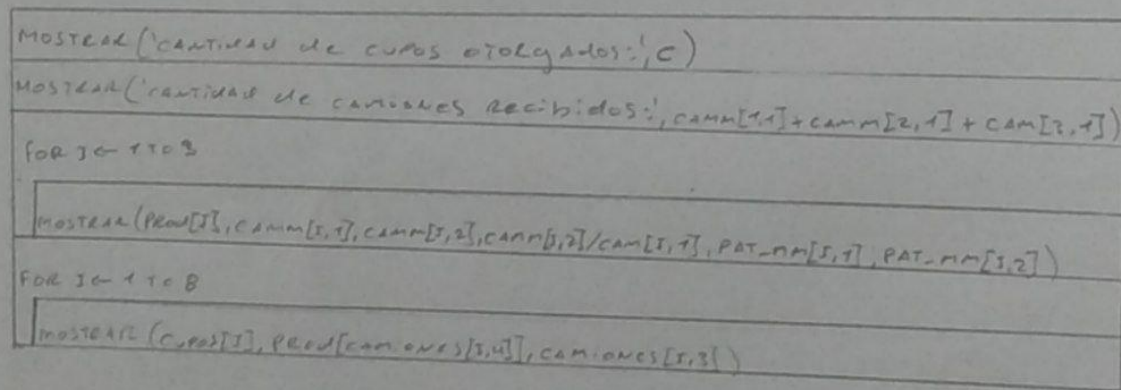 MOSTRAR('CANTIDAD de CUPOS OTORGADOS:',C)
MOSTRAR('CANTIDAD de CAMIONES RECIBIDOS:', CAMM[1,1]+CAMM[2,1]+CAM[3,1])
FOR I ← 1 TO 3
MOSTRAR(PROD[I], CAMM[I,1], CAMM[I,2], CAMM[I,2]/CAM[I,1], PAT_MM[I,1], PAT_MM[I,2])
FOR I ← 1 TO 8
MOSTRAR (CUPOS[I], PROD[CAMIONES[I,4]], CAMIONES[I,3[)